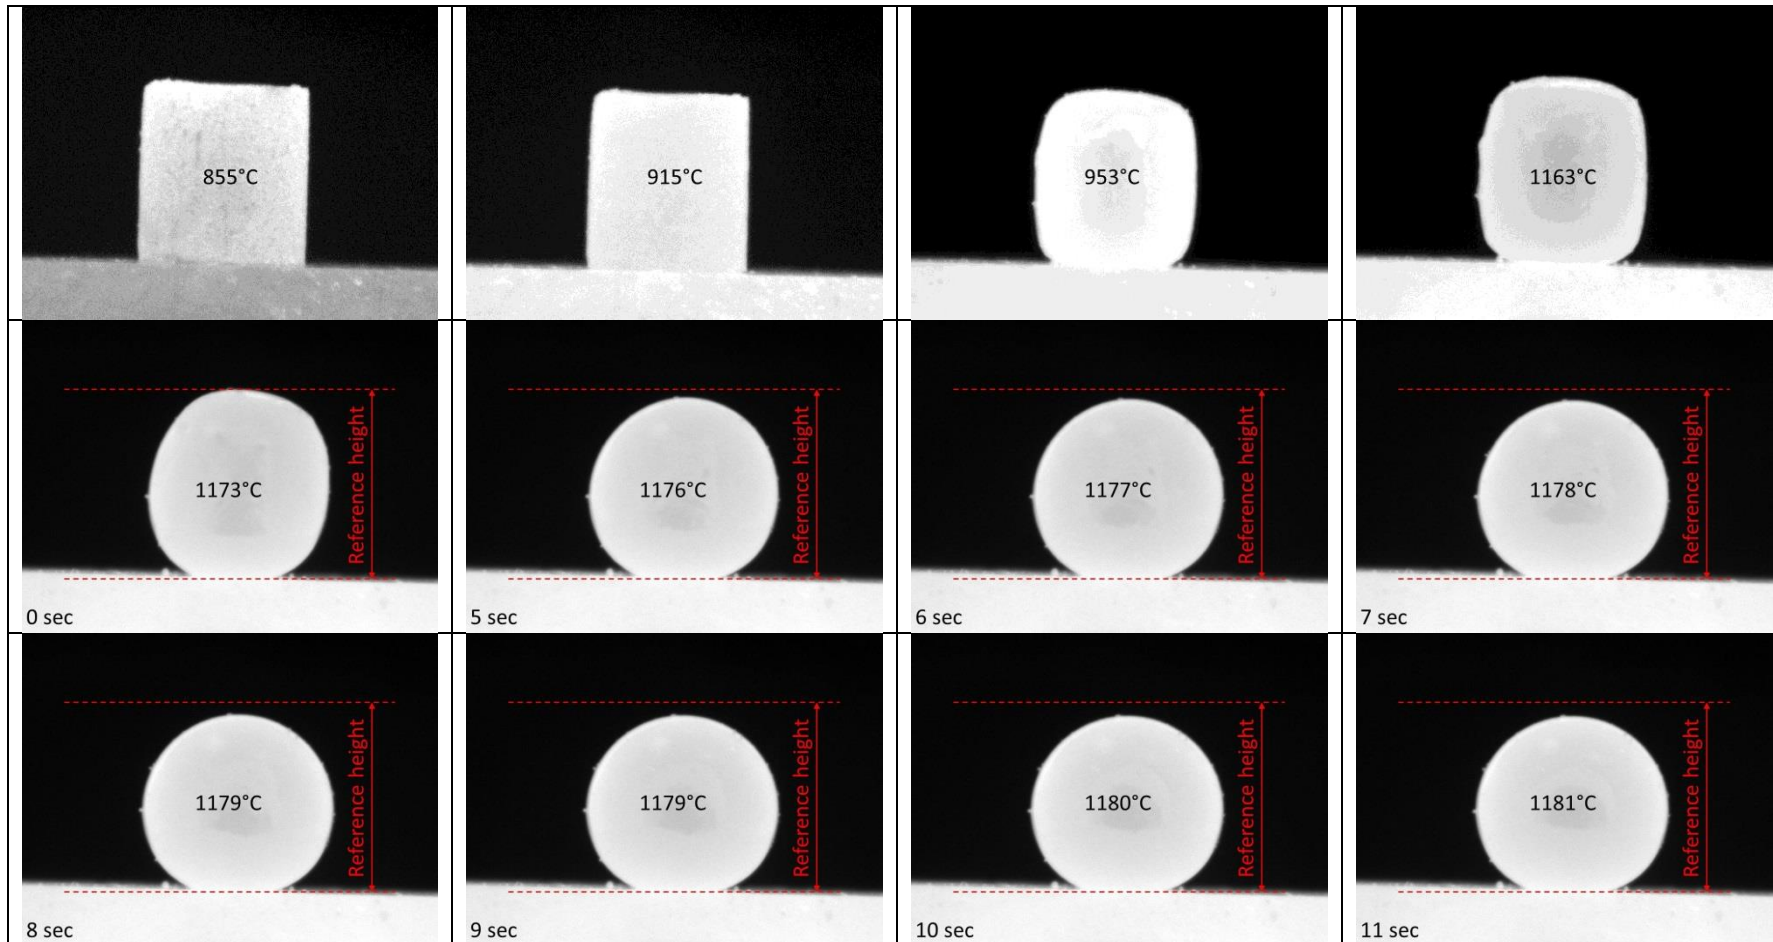 855°C
915°C
953°C
1163°C
1173°C
Reference height
0 sec
1176°C
Reference height
5 sec
1177°C
Reference height
6 sec
1178°C
Reference height
7 sec
1179°C
Reference height
8 sec
1179°C
Reference height
9 sec
1180°C
Reference height
10 sec
1181°C
Reference height
11 sec